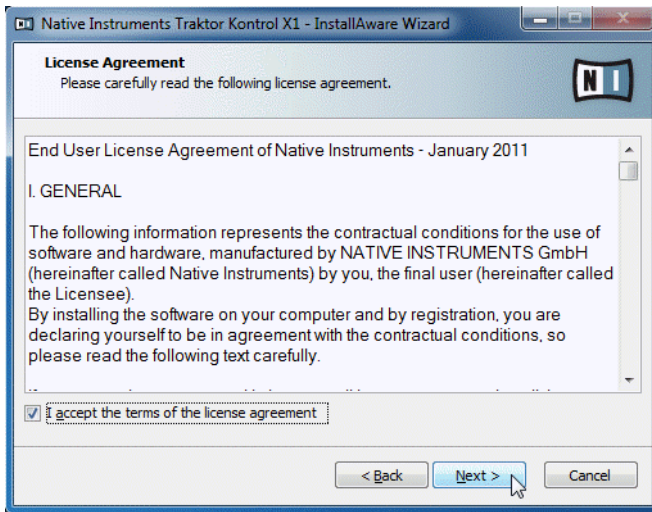 Native Instruments Traktor Kontrol X1 - InstallAware Wizard
License Agreement
Please carefully read the following license agreement.
N I
End User License Agreement of Native Instruments - January 2011
I. GENERAL
The following information represents the contractual conditions for the use of
software and hardware, manufactured by NATIVE INSTRUMENTS GmbH
(hereinafter called Native Instruments) by you, the final user (hereinafter called
the Licensee).
By installing the software on your computer and by registration, you are
declaring yourself to be in agreement with the contractual conditions, so
please read the following text carefully.
I accept the terms of the license agreement
< Back
Next >
Cancel